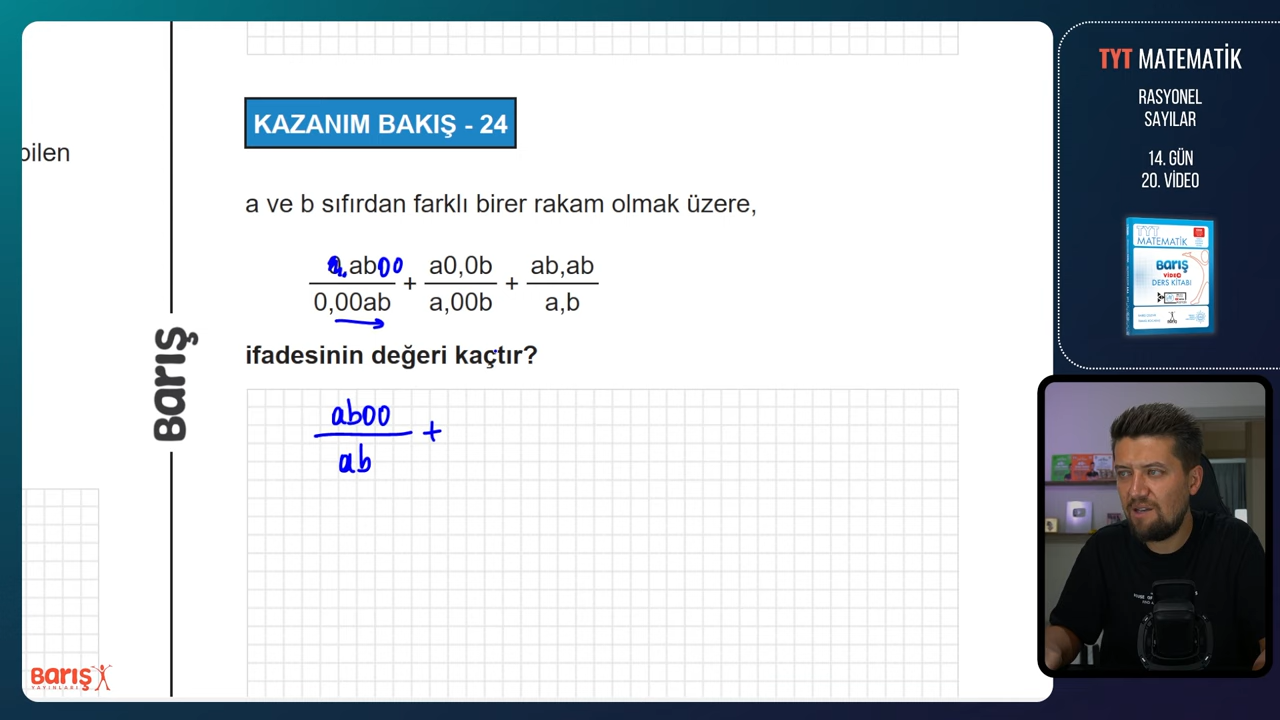 TYT MATEMATİK
RASYONEL
SAYILAR
14. GÜN
20. VİDEO
TYT
MATEMATİK
BARIŞ
VİDEO
DERS KİTABI
KAZANIM BAKIŞ - 24
bilen
a ve b sıfırdan farklı birer rakam olmak üzere,
,ab00 + a0,0b + ab,ab
0,00ab a,00b a,b
ifadesinin değeri kaçtır?
ab00 +
ab
Barış
BARIŞ
YAYINLARI